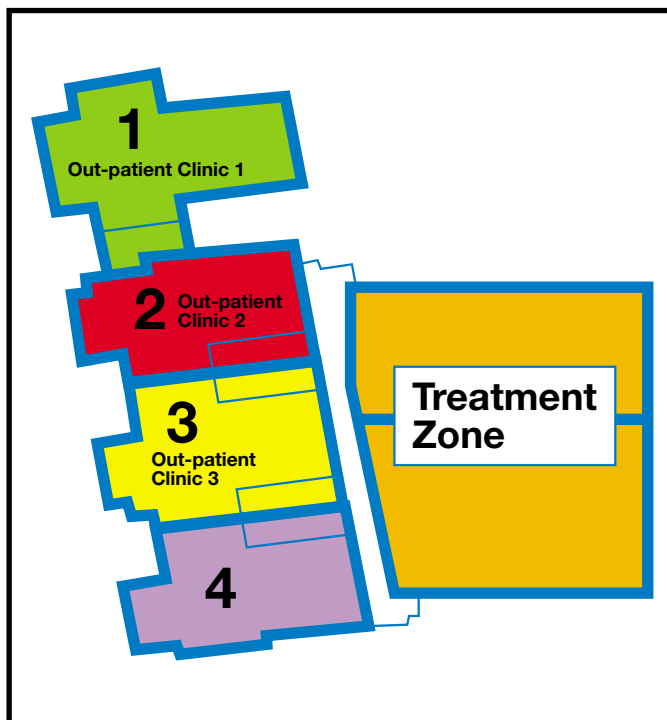 1
Out-patient Clinic 1
2
Out-patient
Clinic 2
3
Out-patient
Clinic 3
4
Treatment
Zone